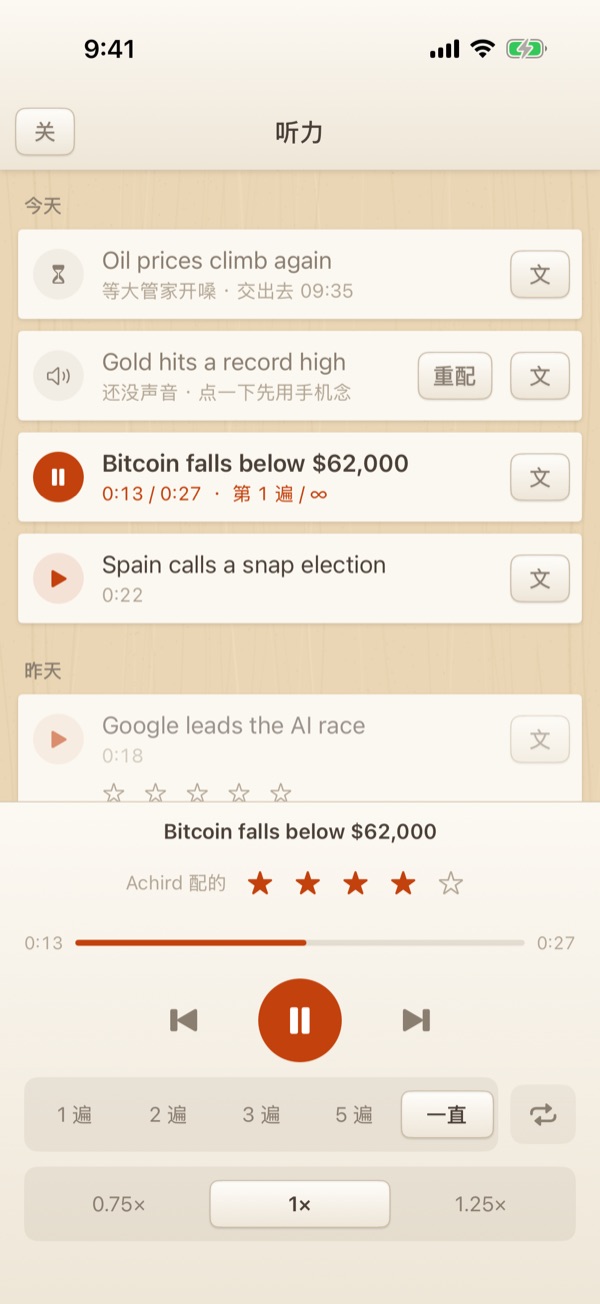 9:41
关
听力
今天
Oil prices climb again
等大管家开嗓 · 交出去 09:35
文
Gold hits a record high
还没声音 · 点一下先用手机念
重配
文
Bitcoin falls below $62,000
0:13 / 0:27 · 第 1 遍 / ∞
文
Spain calls a snap election
0:22
文
昨天
Google leads the AI race
0:18
文
Bitcoin falls below $62,000
Achird 配的
0:13
0:27
1 遍
2 遍
3 遍
5 遍
一直
0.75×
1×
1.25×